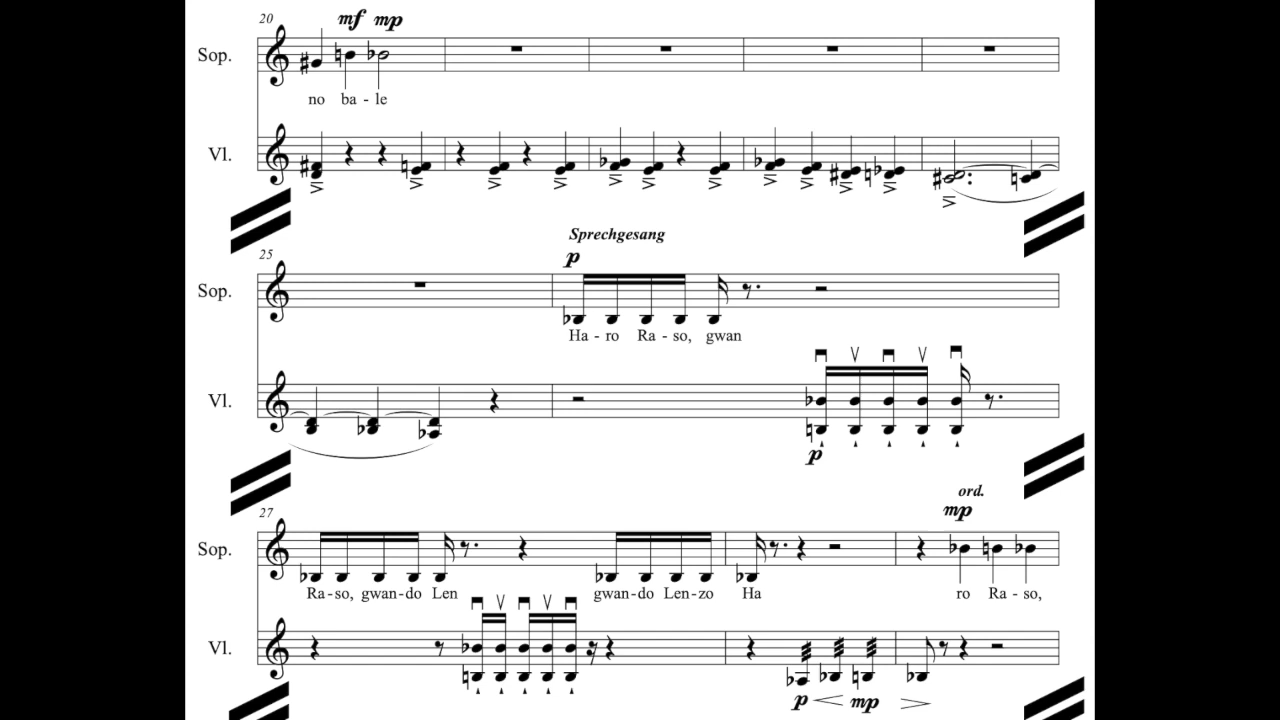 20 mf mp
Sop.
no ba - le
Vl.
Sprechgesang
25 p
Sop.
Ha - ro Ra - so, gwan
Vl.
p
ord.
27 mp
Sop.
Ra - so, gwan - do Len gwan - do Len - zo Ha ro Ra - so,
Vl.
p mp